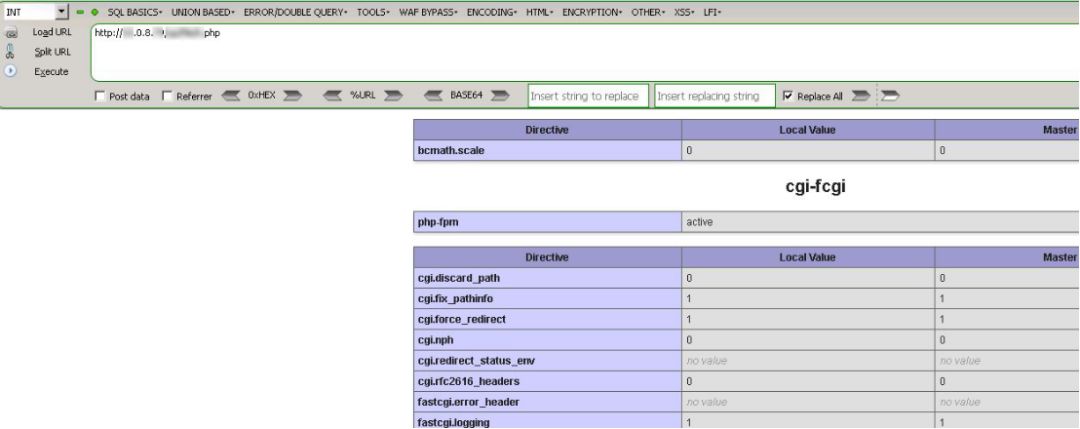 INT SQL BASICS▾ UNION BASED▾ ERROR/DOUBLE QUERY▾ TOOLS▾ WAF BYPASS▾ ENCODING▾ HTML▾ ENCRYPTION▾ OTHER▾ XSS▾ LFI▾
Load URL http:// .0.8. .php
Split URL
Execute
Post data Referrer 0xHEX %URL BASE64 Insert string to replace Insert replacing string Replace All
Directive Local Value Master
bcmath.scale 0 0
cgi-fcgi
php-fpm active
Directive Local Value Master
cgi.discard_path 0 0
cgi.fix_pathinfo 1 1
cgi.force_redirect 1 1
cgi.nph 0 0
cgi.redirect_status_env no value no value
cgi.rfc2616_headers 0 0
fastcgi.error_header no value no value
fastcgi.logging 1 1